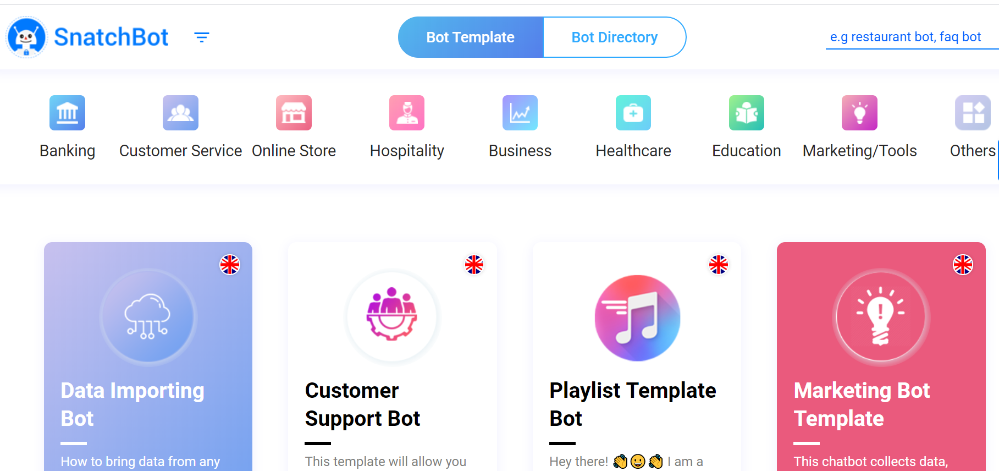 SnatchBot
Bot Template
Bot Directory
e.g restaurant bot, faq bot
Banking
Customer Service
Online Store
Hospitality
Business
Healthcare
Education
Marketing/Tools
Others
Data Importing
Bot
How to bring data from any
Customer
Support Bot
This template will allow you
Playlist Template
Bot
Hey there! 👏😀👏 I am a
Marketing Bot
Template
This chatbot collects data,